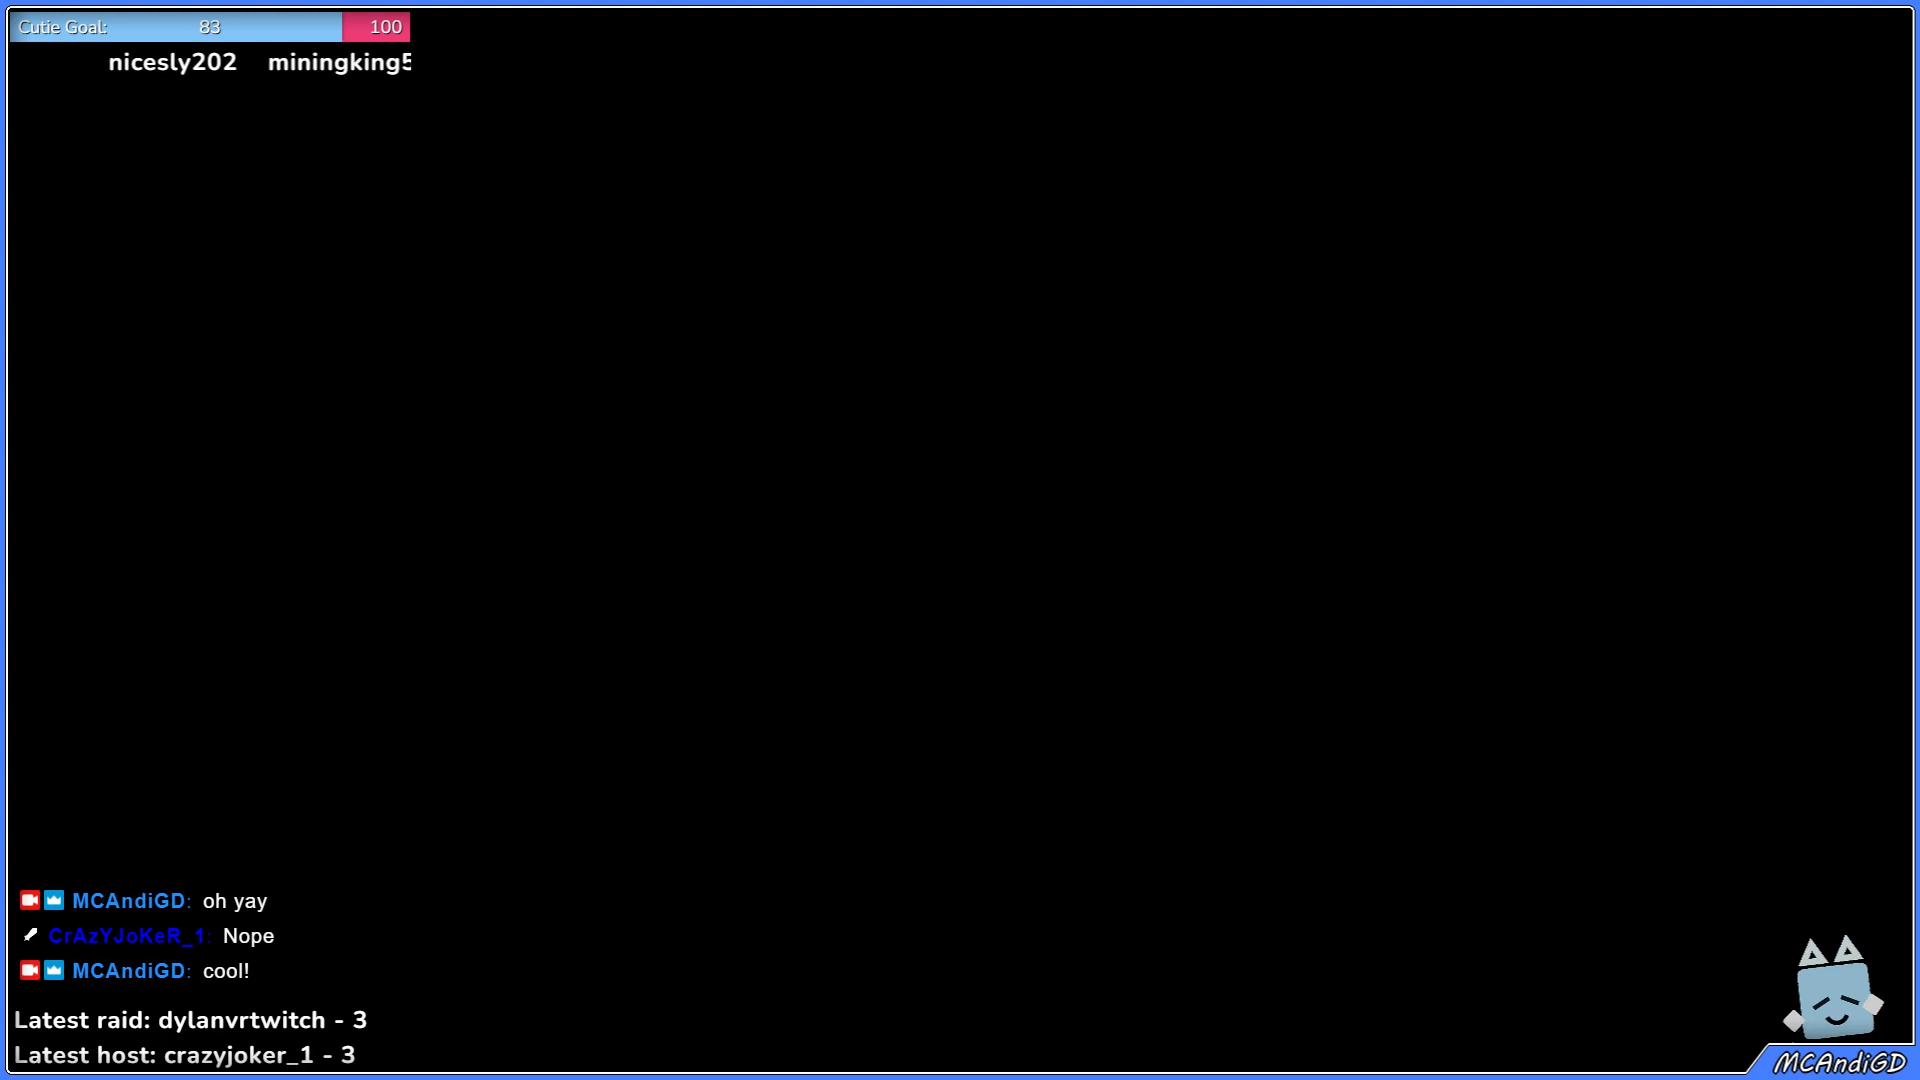 Cutie Goal: 83 100
nicesly202 miningking5
MCAndiGD: oh yay
CrAzYJoKeR_1: Nope
MCAndiGD: cool!
Latest raid: dylanvrtwitch - 3
Latest host: crazyjoker_1 - 3
MCAndiGD